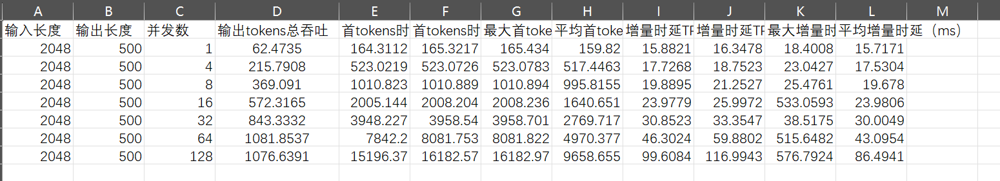 A B C D E F G H I J K L M
输入长度 输出长度 并发数 输出tokens总吞吐 首tokens时 首tokens时 最大首toke 平均首toke 增量时延TP 增量时延TP 最大增量时 平均增量时延（ms）
2048 500 1 62.4735 164.3112 165.3217 165.434 159.82 15.8821 16.3478 18.4008 15.7171
2048 500 4 215.7908 523.0219 523.0726 523.0783 517.4463 17.7268 18.7523 23.0427 17.5304
2048 500 8 369.091 1010.823 1010.889 1010.894 995.8155 19.8895 21.2527 25.4761 19.678
2048 500 16 572.3165 2005.144 2008.204 2008.236 1640.651 23.9779 25.9972 533.0593 23.9806
2048 500 32 843.3332 3948.227 3958.54 3958.701 2769.717 30.8523 33.3547 38.5175 30.0049
2048 500 64 1081.8537 7842.2 8081.753 8081.822 4970.377 46.3024 59.8802 515.6482 43.0954
2048 500 128 1076.6391 15196.37 16182.57 16182.97 9658.655 99.6084 116.9943 576.7924 86.4941